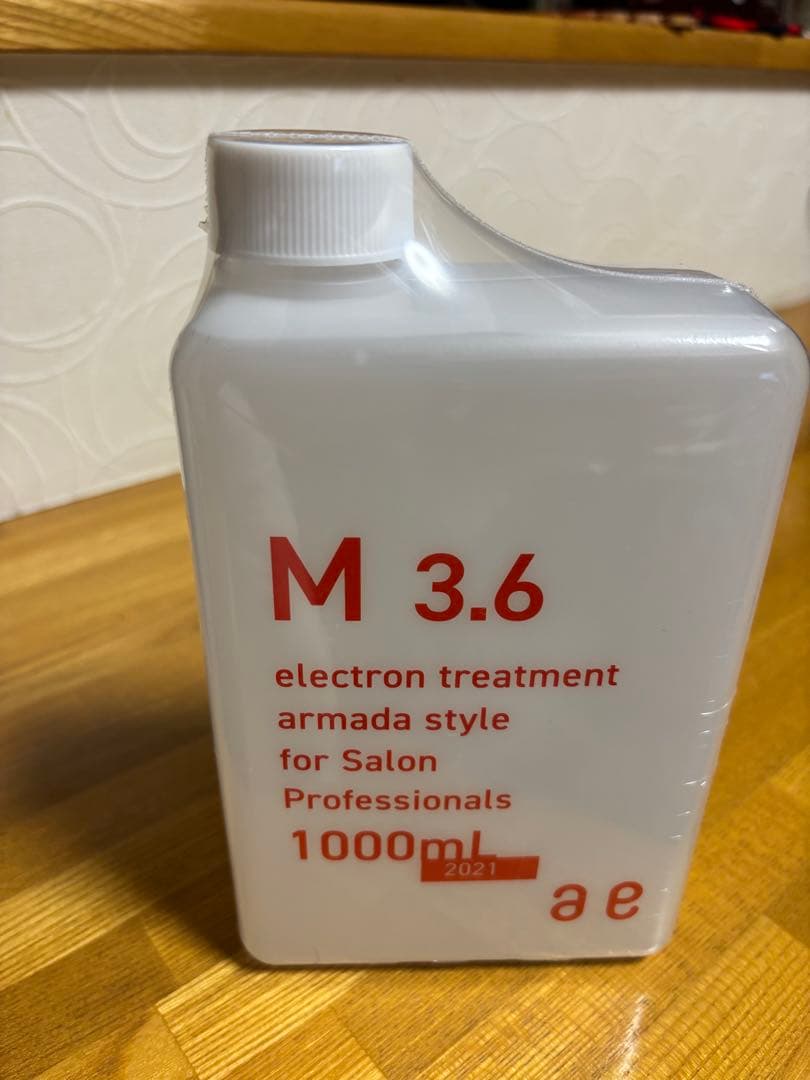 M 3.6
electron treatment
armada style
for Salon
Professionals
1000mL
2021
ae